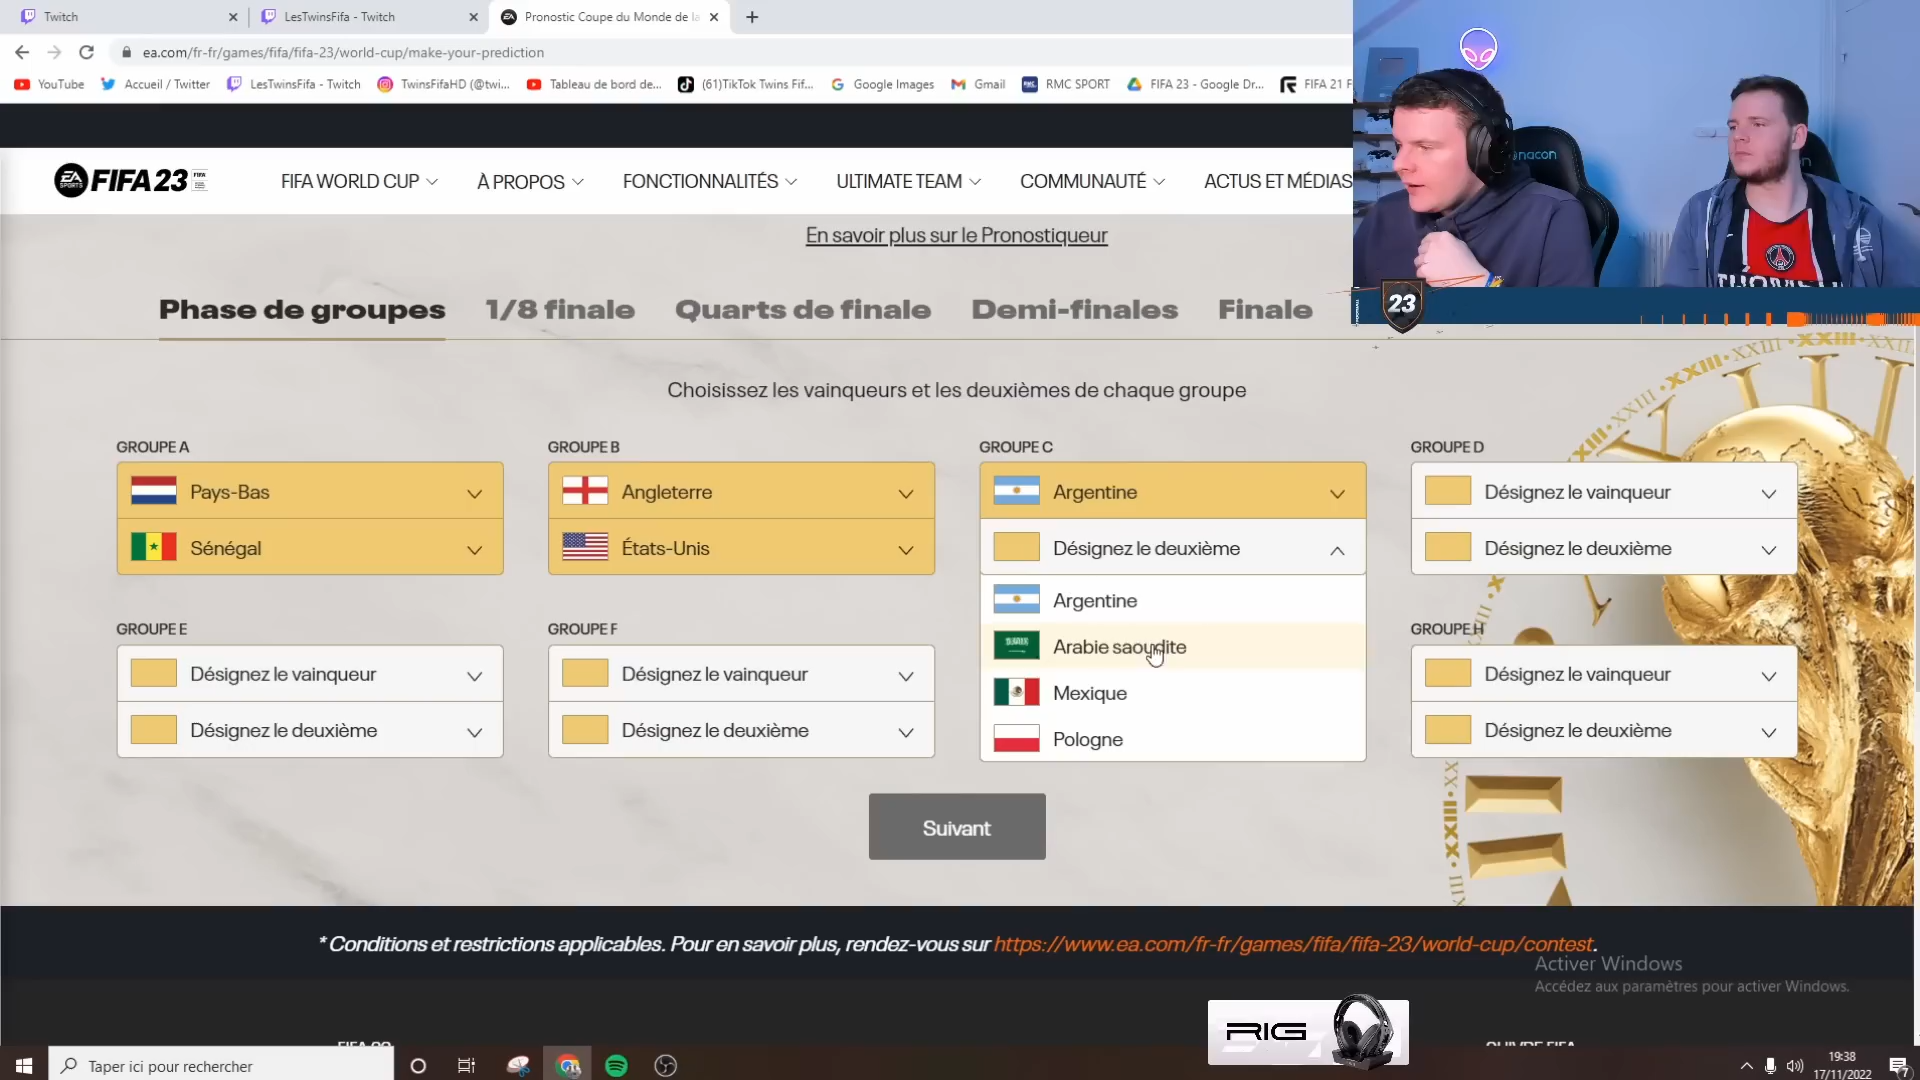 Twitch
LesTwinsFifa - Twitch
Pronostic Coupe du Monde de la
ea.com/fr-fr/games/fifa/fifa-23/world-cup/make-your-prediction
YouTube
Accueil / Twitter
LesTwinsFifa - Twitch
TwinsFifaHD (@twi...
Tableau de bord de...
(61)TikTok Twins Fif...
Google Images
Gmail
RMC SPORT
FIFA 23 - Google Dr...
FIFA 21 F
nacon
EA SPORTS FIFA 23
FIFA WORLD CUP
À PROPOS
FONCTIONNALITÉS
ULTIMATE TEAM
COMMUNAUTÉ
ACTUS ET MÉDIAS
En savoir plus sur le Pronostiqueur
23
Phase de groupes
1/8 finale
Quarts de finale
Demi-finales
Finale
Choisissez les vainqueurs et les deuxièmes de chaque groupe
GROUPE A
Pays-Bas
Sénégal
GROUPE B
Angleterre
États-Unis
GROUPE C
Argentine
Désignez le deuxième
Argentine
Arabie saoudite
Mexique
Pologne
GROUPE D
Désignez le vainqueur
Désignez le deuxième
GROUPE E
Désignez le vainqueur
Désignez le deuxième
GROUPE F
Désignez le vainqueur
Désignez le deuxième
GROUPE H
Désignez le vainqueur
Désignez le deuxième
Suivant
* Conditions et restrictions applicables. Pour en savoir plus, rendez-vous sur https://www.ea.com/fr-fr/games/fifa/fifa-23/world-cup/contest.
Activer Windows
Accédez aux paramètres pour activer Windows.
RIG
Taper ici pour rechercher
19:38
17/11/2022
7